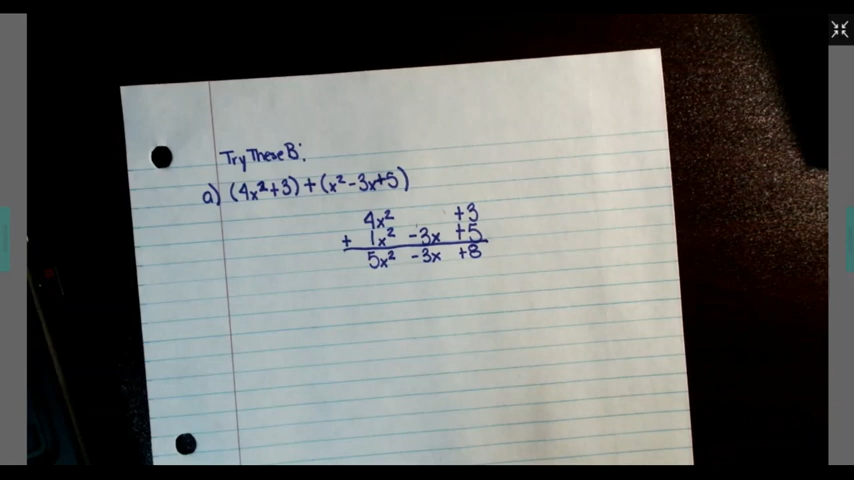 Try These B:
a) (4x²+3)+(x²-3x+5)
4x² +3
+ 1x² -3x +5
5x² -3x +8